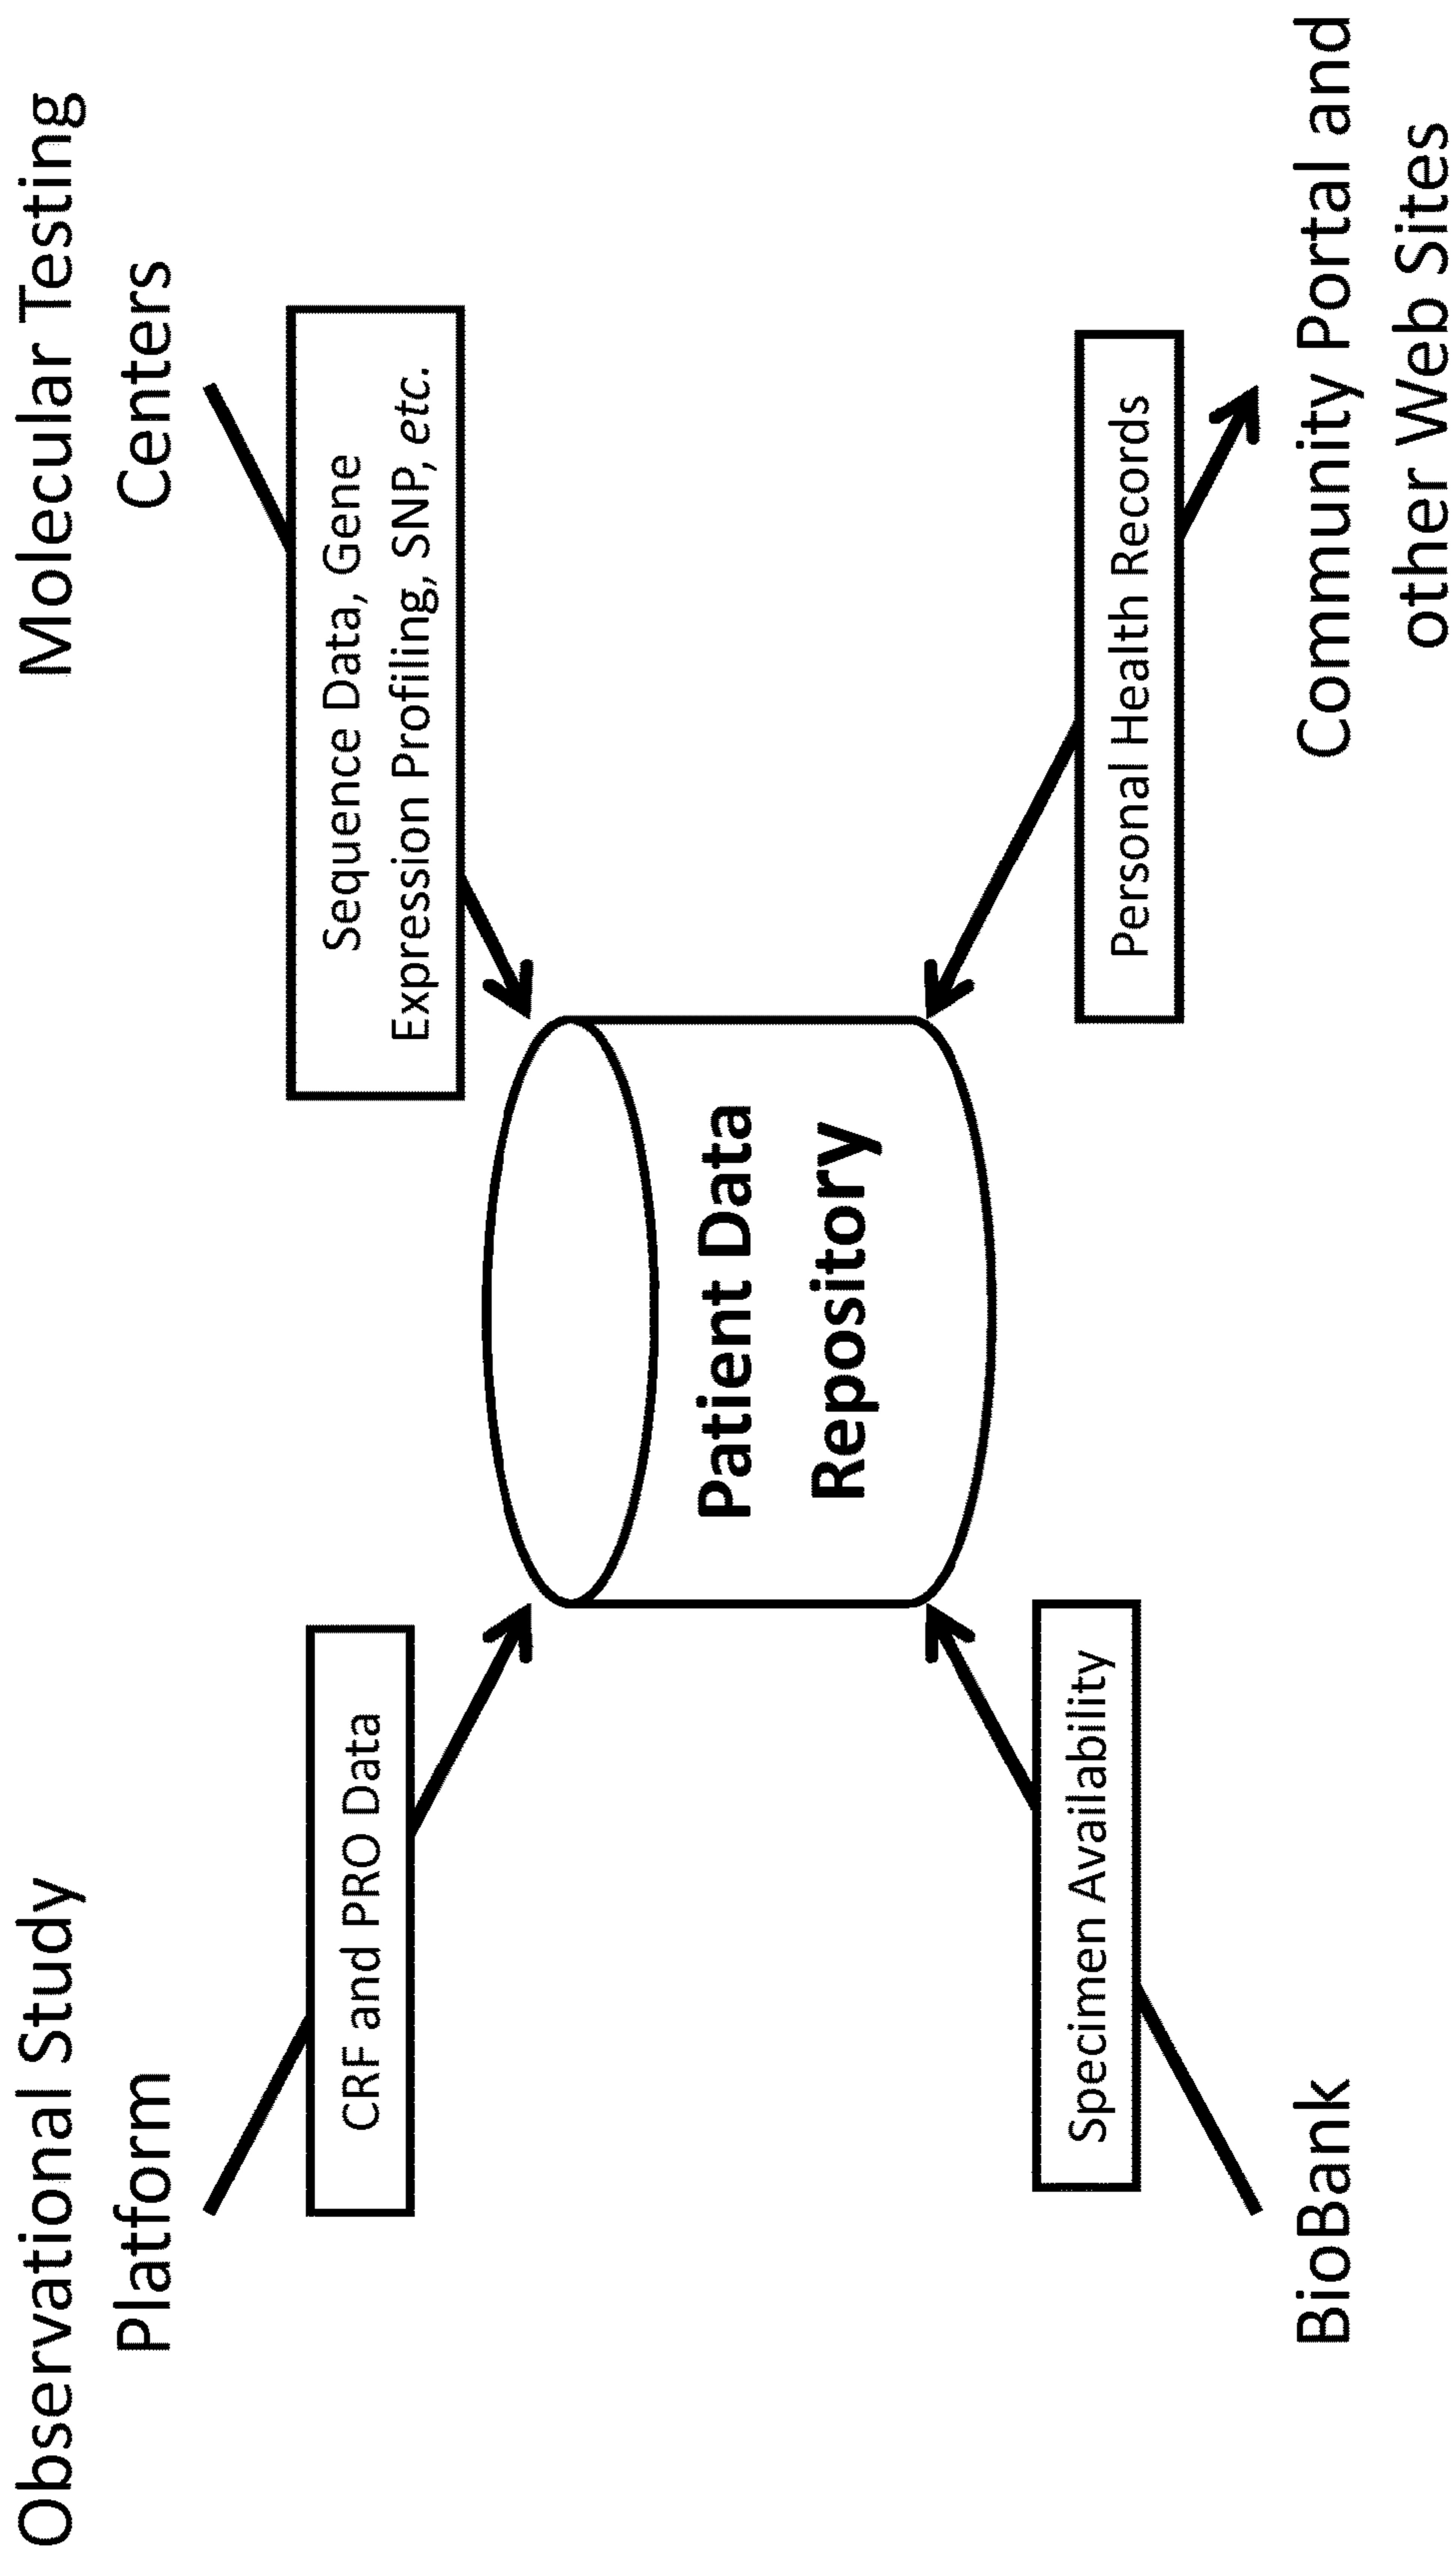 Observational Study
Platform
Molecular Testing
Centers
CRF and PRO Data
Sequence Data, Gene
Expression Profiling, SNP, etc.
Patient Data
Repository
Specimen Availability
Personal Health Records
BioBank
Community Portal and
other Web Sites